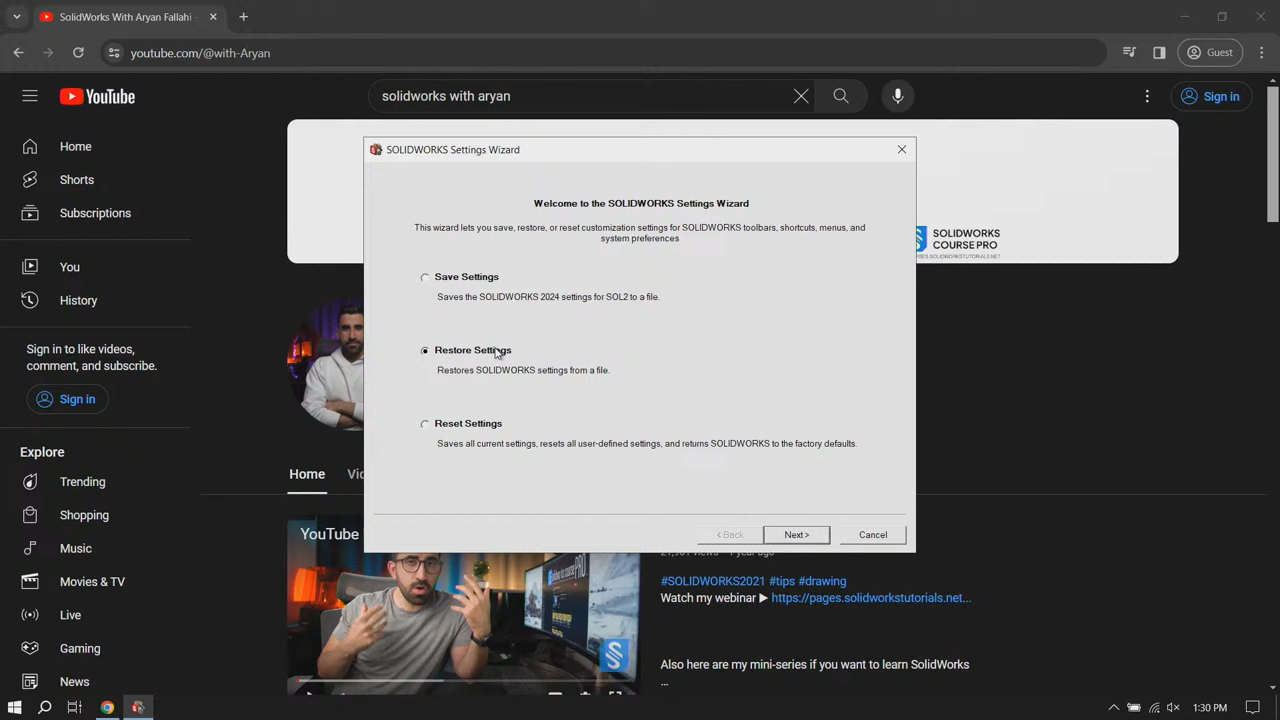 SolidWorks With Aryan Fallahi -
youtube.com/@with-Aryan
Guest
YouTube
solidworks with aryan
Sign in
Home
Shorts
Subscriptions
You
History
Sign in to like videos,
comment, and subscribe.
Sign in
Explore
Trending
Shopping
Music
Movies & TV
Live
Gaming
News
SOLIDWORKS
COURSE PRO
SOLIDWORKS Settings Wizard
Welcome to the SOLIDWORKS Settings Wizard
This wizard lets you save, restore, or reset customization settings for SOLIDWORKS toolbars, shortcuts, menus, and
system preferences
Save Settings
Saves the SOLIDWORKS 2024 settings for SOL2 to a file.
Restore Settings
Restores SOLIDWORKS settings from a file.
Reset Settings
Saves all current settings, resets all user-defined settings, and returns SOLIDWORKS to the factory defaults.
< Back
Next >
Cancel
Home
YouTube
#SOLIDWORKS2021 #tips #drawing
Watch my webinar ▶ https://pages.solidworkstutorials.net...
Also here are my mini-series if you want to learn SolidWorks
...
1:30 PM